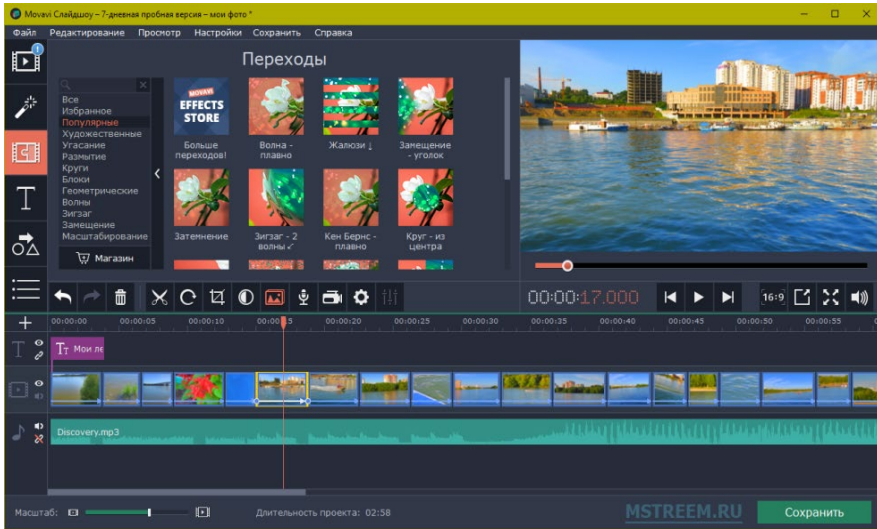 Movavi Слайдшоу – 7-дневная пробная версия – мои фото *
Файл Редактирование Просмотр Настройки Сохранить Справка
Переходы
Все
Избранное
Популярные
Художественные
Угасание
Размытие
Круги
Блоки
Геометрические
Волны
Зигзаг
Замещение
Масштабирование
Магазин
MOVAVI
EFFECTS
STORE
Больше
переходов!
Волна -
плавно
Жалюзи ↓
Замещение
- уголок
Затемнение
Зигзаг - 2
волны ↙
Кен Бернс -
плавно
Круг - из
центра
T
00:00:17.000
16:9
00:00:00 00:00:05 00:00:10 00:00:15 00:00:20 00:00:25 00:00:30 00:00:35 00:00:40 00:00:45 00:00:50 00:00:55
Мои ле
Discovery.mp3
Масштаб:
Длительность проекта: 02:58
MSTREEM.RU
Сохранить